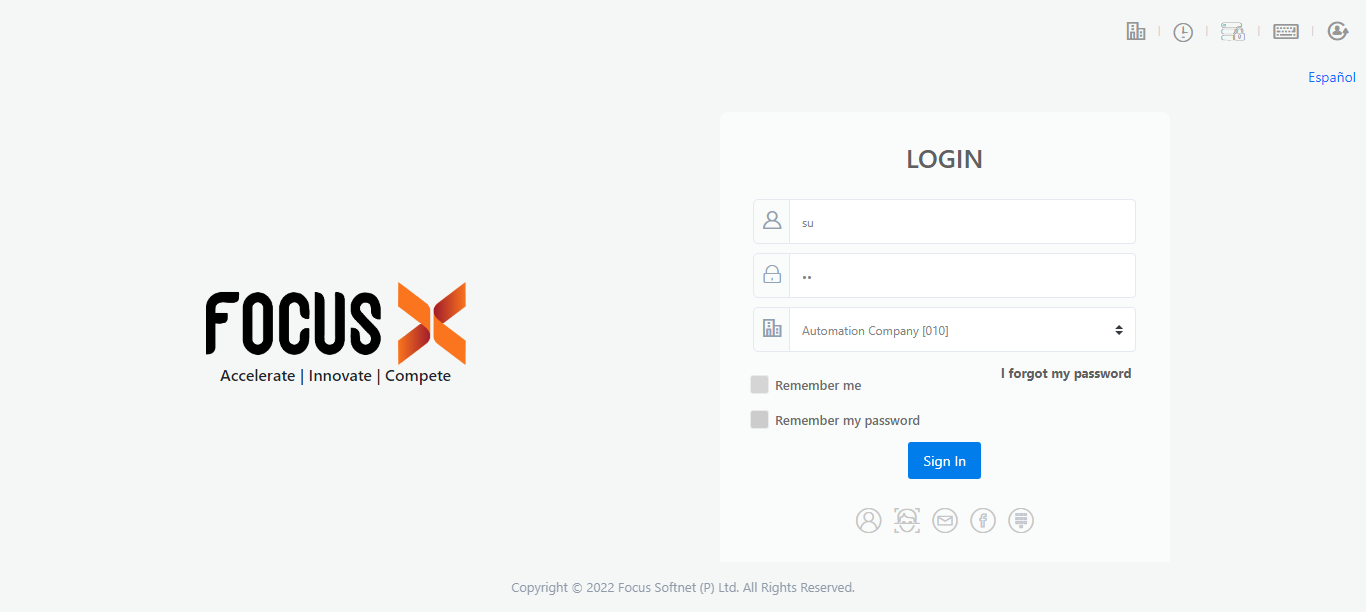 Español
LOGIN
su
••
Automation Company [010]
I forgot my password
Remember me
Remember my password
Sign In
FOCUS X
Accelerate | Innovate | Compete
Copyright © 2022 Focus Softnet (P) Ltd. All Rights Reserved.